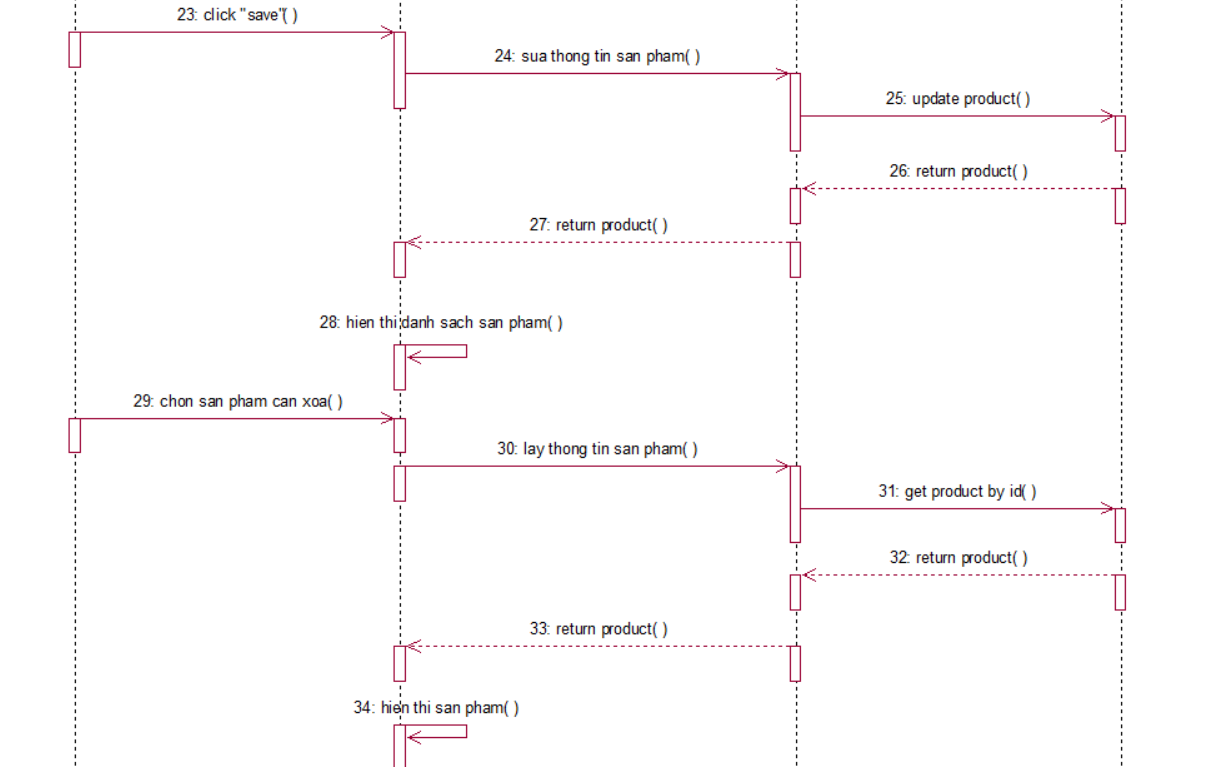 23: click "save"( )
24: sua thong tin san pham( )
25: update product( )
26: return product( )
27: return product( )
28: hien thi danh sach san pham( )
29: chon san pham can xoa( )
30: lay thong tin san pham( )
31: get product by id( )
32: return product( )
33: return product( )
34: hien thi san pham( )